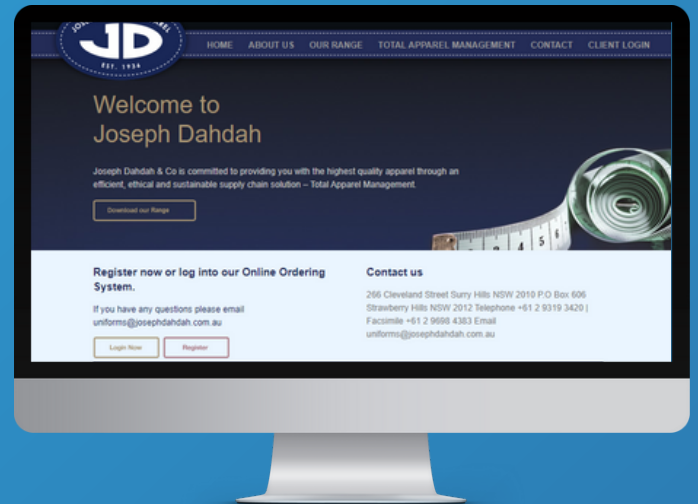 JD
EST. 1934
HOME ABOUT US OUR RANGE TOTAL APPAREL MANAGEMENT CONTACT CLIENT LOGIN
Welcome to
Joseph Dahdah
Joseph Dahdah & Co is committed to providing you with the highest quality apparel through an
efficient, ethical and sustainable supply chain solution – Total Apparel Management.
Download our Range
4 5 6
Register now or log into our Online Ordering
System.
If you have any questions please email
uniforms@josephdahdah.com.au
Login Now Register
Contact us
266 Cleveland Street Surry Hills NSW 2010 P.O Box 606
Strawberry Hills NSW 2012 Telephone +61 2 9319 3420 |
Facsimile +61 2 9698 4383 Email
uniforms@josephdahdah.com.au